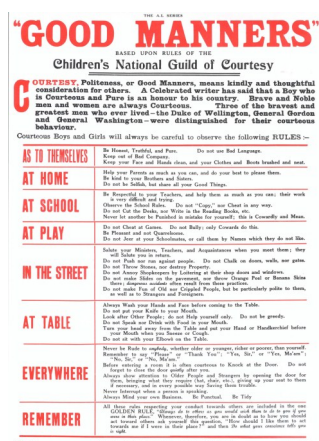 THE A.L. SERIES
"GOOD MANNERS"
BASED UPON RULES OF THE
Children's National Guild of Courtesy
COURTESY, Politeness, or Good Manners, means kindly and thoughtful
consideration for others. A Celebrated writer has said that a Boy who
is Courteous and Pure is an honour to his country. Brave and Noble
men and women are always Courteous. Three of the bravest and
greatest men who ever lived—the Duke of Wellington, General Gordon
and General Washington—were distinguished for their courteous
behaviour.
Courteous Boys and Girls will always be careful to observe the following RULES :-
AS TO THEMSELVES
Be Honest, Truthful, and Pure. Do not use Bad Language.
Keep out of Bad Company.
Keep your Face and Hands clean, and your Clothes and Boots brushed and neat.
AT HOME
Help your Parents as much as you can, and do your best to please them.
Be kind to your Brothers and Sisters.
Do not be Selfish, but share all your Good Things.
AT SCHOOL
Be Respectful to your Teachers, and help them as much as you can; their work
is very difficult and trying.
Observe the School Rules. Do not "Copy," nor Cheat in any way.
Do not Cut the Desks, nor Write in the Reading Books, etc.
Never let another be Punished in mistake for yourself; this is Cowardly and Mean.
AT PLAY
Do not Cheat at Games. Do not Bully; only Cowards do this.
Be Pleasant and not Quarrelsome.
Do not Jeer at your Schoolmates, or call them by Names which they do not like.
IN THE STREET
Salute your Ministers, Teachers, and Acquaintances when you meet them; they
will Salute you in return.
Do not Push nor run against people. Do not Chalk on doors, walls, nor gates.
Do not Throw Stones, nor destroy Property.
Do not Annoy Shopkeepers by Loitering at their shop doors and windows.
Do not make Slides on the pavement, nor throw Orange Peel or Banana Skins
there; dangerous accidents often result from these practices.
Do not make Fun of Old nor Crippled People, but be particularly polite to them,
as well as to Strangers and Foreigners.
AT TABLE
Always Wash your Hands and Face before Coming to the Table.
Do not put your Knife to your Mouth.
Look after Other People; do not Help yourself Only. Do not be greedy.
Do not Speak nor Drink with Food in your Mouth.
Turn your head away from the Table and put your Hand or Handkerchief before
your Mouth when you Sneeze or Cough.
Do not sit with your Elbows on the Table.
EVERYWHERE
Never be Rude to anybody, whether older or younger, richer or poorer, than yourself.
Remember to say "Please" or "Thank You"; "Yes, Sir," or "Yes, Ma'am";
"No, Sir," or "No, Ma'am."
Before entering a room it is often courteous to Knock at the Door. Do not
forget to close the door quietly after you.
Always show attention to Older People and Strangers by opening the door for
them, bringing what they require (hat, chair, etc.), giving up your seat to them
if necessary, and in every possible way Saving them trouble.
Never Interrupt when a person is speaking.
Always Mind your own Business. Be Punctual. Be Tidy.
REMEMBER
All these rules respecting your conduct towards others are included in the one
GOLDEN RULE, "Always do to others as you would wish them to do to you if you
were in their place." Whenever, therefore, you are in doubt as to how you should
act toward others ask yourself this question, "How should I like them to act
towards me if I were in their place?" and then Do what your conscience tells you
is right.